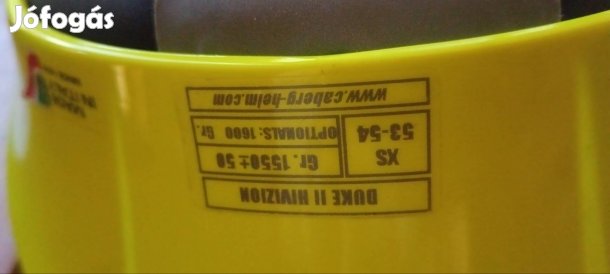 Jófogás
DUKE II HIVIZION
XS
53-54
Gr. 1550±50
OPTIONALS: 1600 Gr.
www.caberg-helm.com